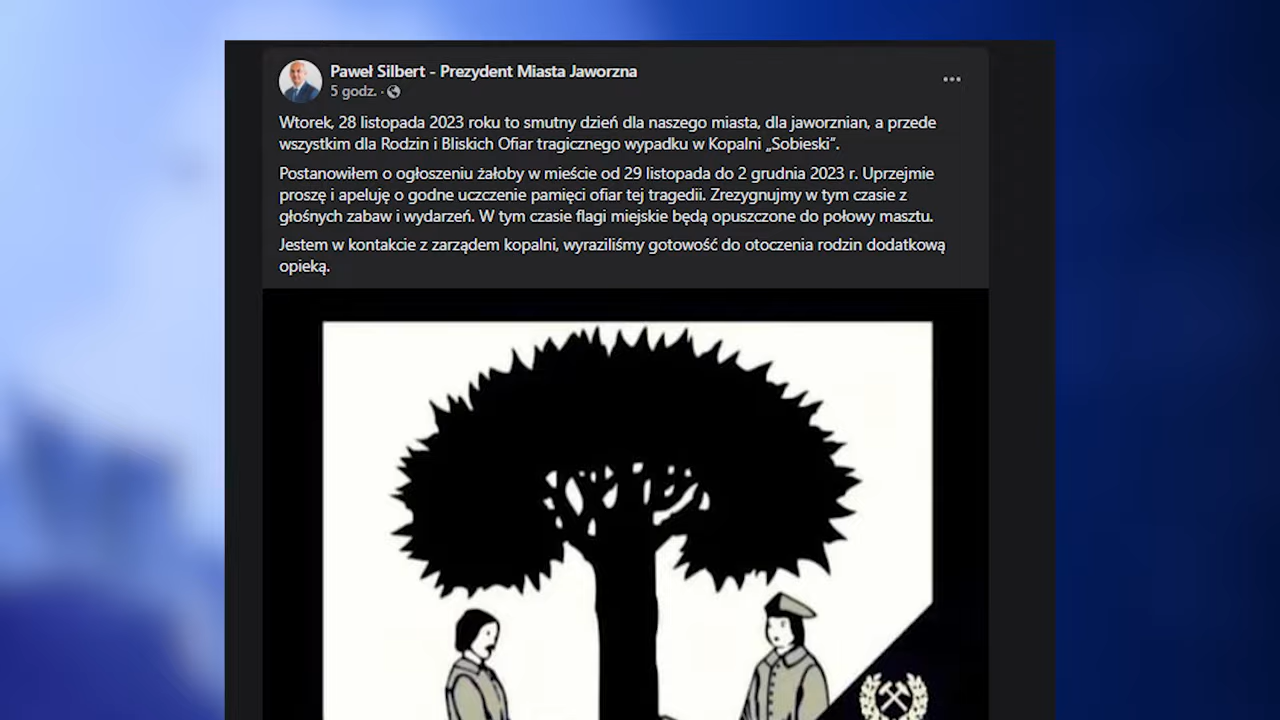 Paweł Silbert - Prezydent Miasta Jaworzna
5 godz. ·
Wtorek, 28 listopada 2023 roku to smutny dzień dla naszego miasta, dla jaworznian, a przede
wszystkim dla Rodzin i Bliskich Ofiar tragicznego wypadku w Kopalni „Sobieski”.
Postanowiłem o ogłoszeniu żałoby w mieście od 29 listopada do 2 grudnia 2023 r. Uprzejmie
proszę i apeluję o godne uczczenie pamięci ofiar tej tragedii. Zrezygnujmy w tym czasie z
głośnych zabaw i wydarzeń. W tym czasie flagi miejskie będą opuszczone do połowy masztu.
Jestem w kontakcie z zarządem kopalni, wyraziliśmy gotowość do otoczenia rodzin dodatkową
opieką.